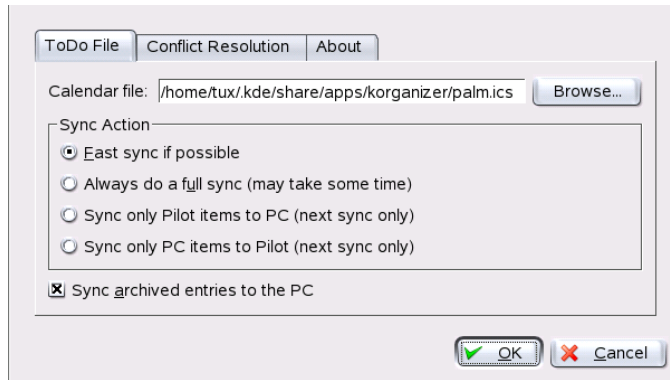 ToDo File Conflict Resolution About
Calendar file: /home/tux/.kde/share/apps/korganizer/palm.ics Browse...
Sync Action
Fast sync if possible
Always do a full sync (may take some time)
Sync only Pilot items to PC (next sync only)
Sync only PC items to Pilot (next sync only)
Sync archived entries to the PC
OK Cancel